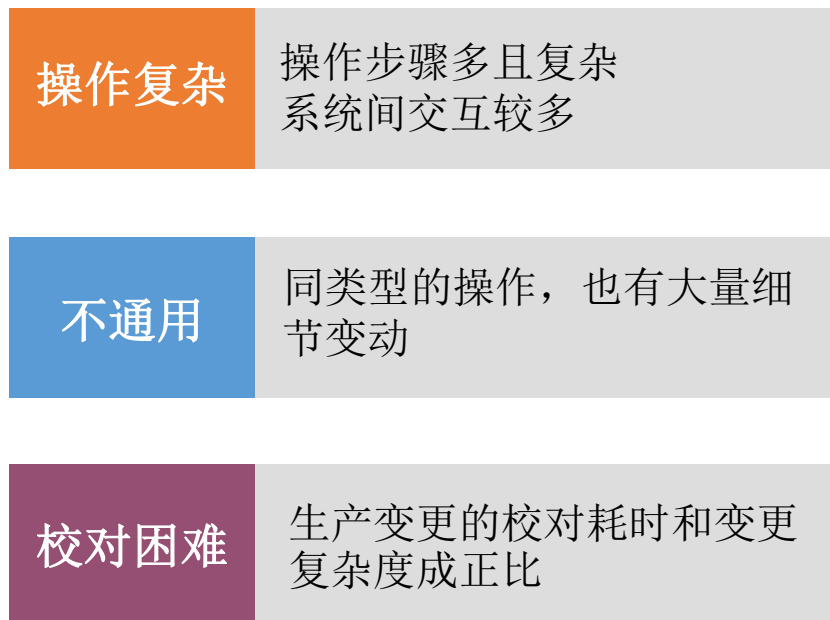 操作复杂
操作步骤多且复杂
系统间交互较多
不通用
同类型的操作，也有大量细
节变动
校对困难
生产变更的校对耗时和变更
复杂度成正比